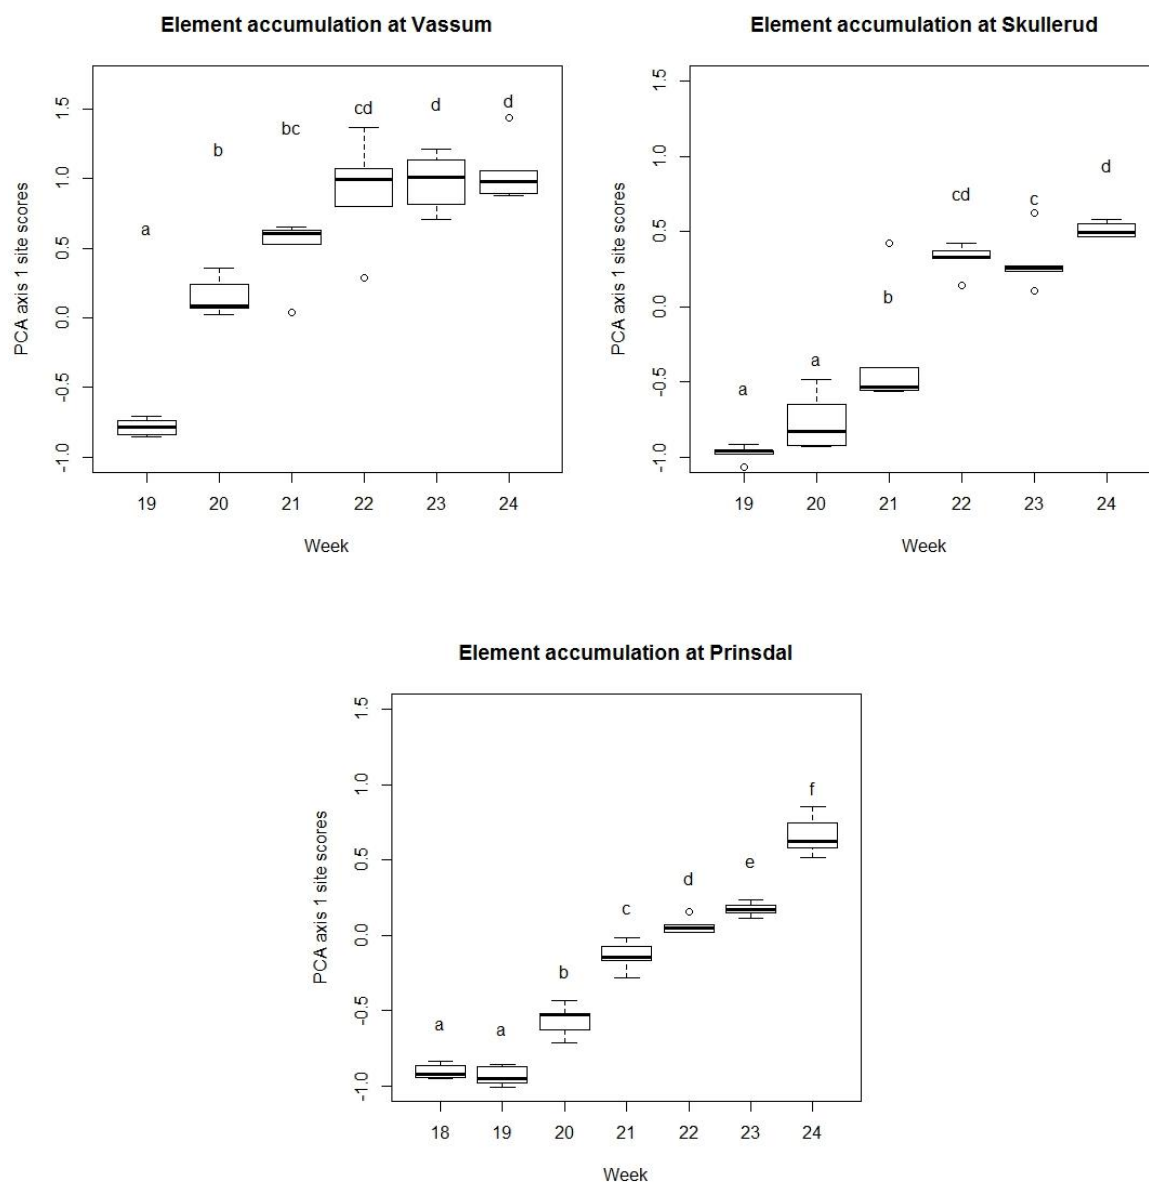 Element accumulation at Vassum
PCA axis 1 site scores
1.5
1.0
0.5
0.0
-0.5
-1.0
a
b
bc
cd
d
d
19 20 21 22 23 24
Week
Element accumulation at Skullerud
PCA axis 1 site scores
1.5
1.0
0.5
0.0
-0.5
-1.0
a
a
b
cd
c
d
19 20 21 22 23 24
Week
Element accumulation at Prinsdal
PCA axis 1 site scores
1.5
1.0
0.5
0.0
-0.5
-1.0
a
a
b
c
d
e
f
18 19 20 21 22 23 24
Week